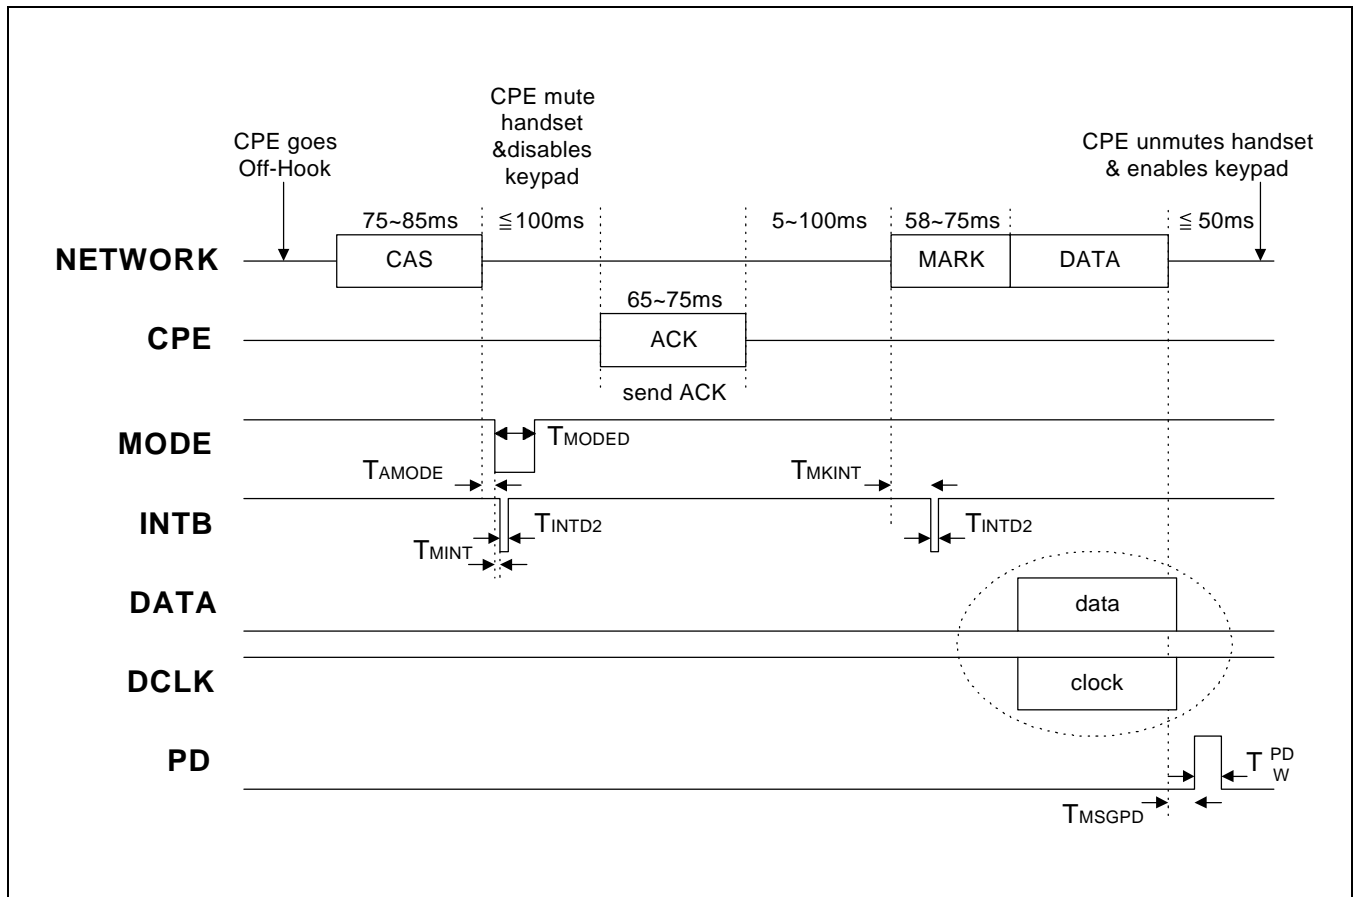 CPE mute
handset
&disables
keypad
CPE goes
Off-Hook
CPE unmutes handset
& enables keypad
75~85ms
≦100ms
5~100ms
58~75ms
≦ 50ms
NETWORK
CAS
MARK
DATA
65~75ms
CPE
ACK
send ACK
MODE
TMODED
TAMODE
TMKINT
INTB
TINTD2
TINTD2
TMINT
DATA
data
DCLK
clock
PD
T PD W
TMSGPD